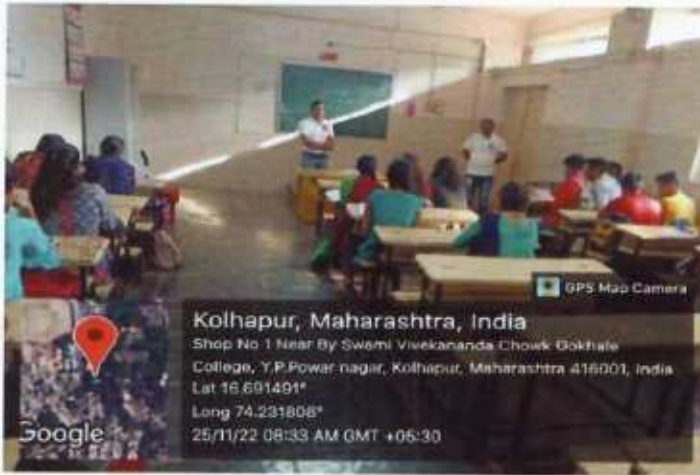 GPS Map Camera
Kolhapur, Maharashtra, India
Shop No 1 Near By Swami Vivekananda Chowk Gokhale
College, Y.P.Powar nagar, Kolhapur, Maharashtra 416001, India
Lat 16.691491°
Long 74.231808°
25/11/22 08:33 AM GMT +05:30
Google